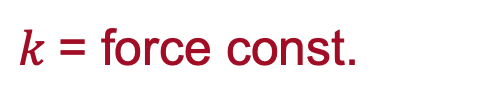 k = force const.